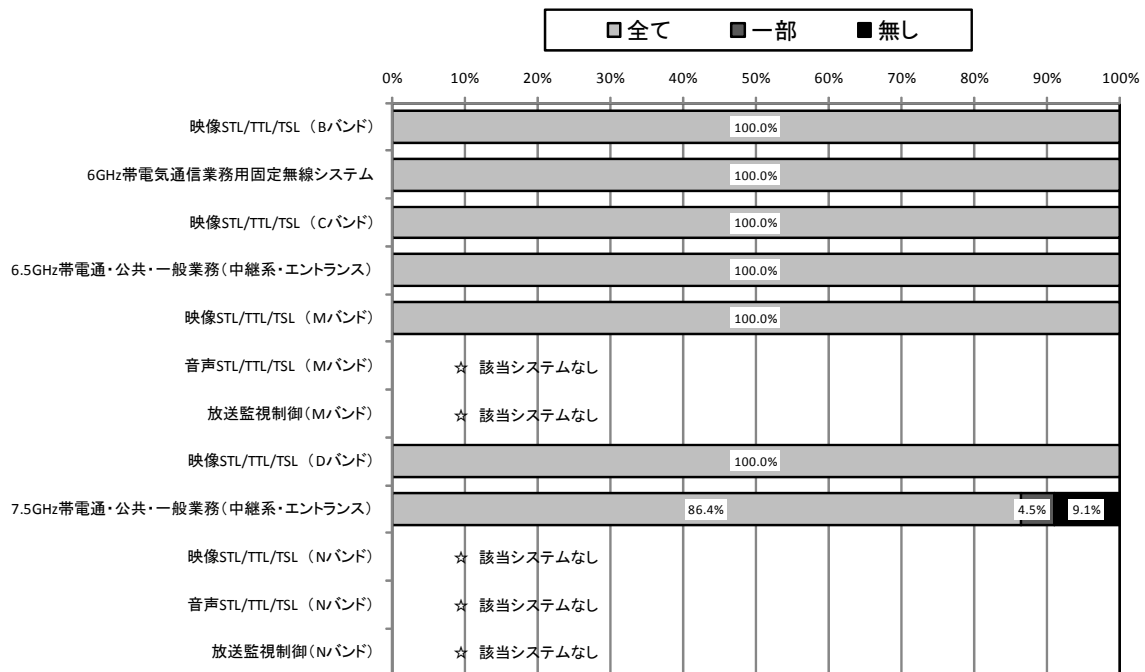 全て 一部 無し
0% 10% 20% 30% 40% 50% 60% 70% 80% 90% 100%
映像STL/TTL/TSL（Bバンド） 100.0%
6GHz帯電気通信業務用固定無線システム 100.0%
映像STL/TTL/TSL（Cバンド） 100.0%
6.5GHz帯電通・公共・一般業務（中継系・エントランス） 100.0%
映像STL/TTL/TSL（Mバンド） 100.0%
音声STL/TTL/TSL（Mバンド） ☆ 該当システムなし
放送監視制御（Mバンド） ☆ 該当システムなし
映像STL/TTL/TSL（Dバンド） 100.0%
7.5GHz帯電通・公共・一般業務（中継系・エントランス） 86.4% 4.5% 9.1%
映像STL/TTL/TSL（Nバンド） ☆ 該当システムなし
音声STL/TTL/TSL（Nバンド） ☆ 該当システムなし
放送監視制御（Nバンド） ☆ 該当システムなし